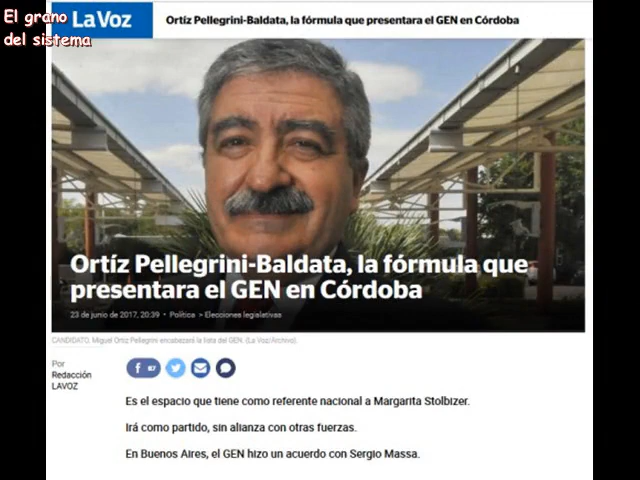 El grano
del sistema
La Voz
Ortíz Pellegrini-Baldata, la fórmula que presentara el GEN en Córdoba
Ortíz Pellegrini-Baldata, la fórmula que
presentara el GEN en Córdoba
23 de junio de 2017, 20:39 • Política > Elecciones legislativas
CANDIDATO. Miguel Ortiz Pellegrini encabezará la lista del GEN. (La Voz/Archivo).
Por
Redacción
LAVOZ
Es el espacio que tiene como referente nacional a Margarita Stolbizer.
Irá como partido, sin alianza con otras fuerzas.
En Buenos Aires, el GEN hizo un acuerdo con Sergio Massa.